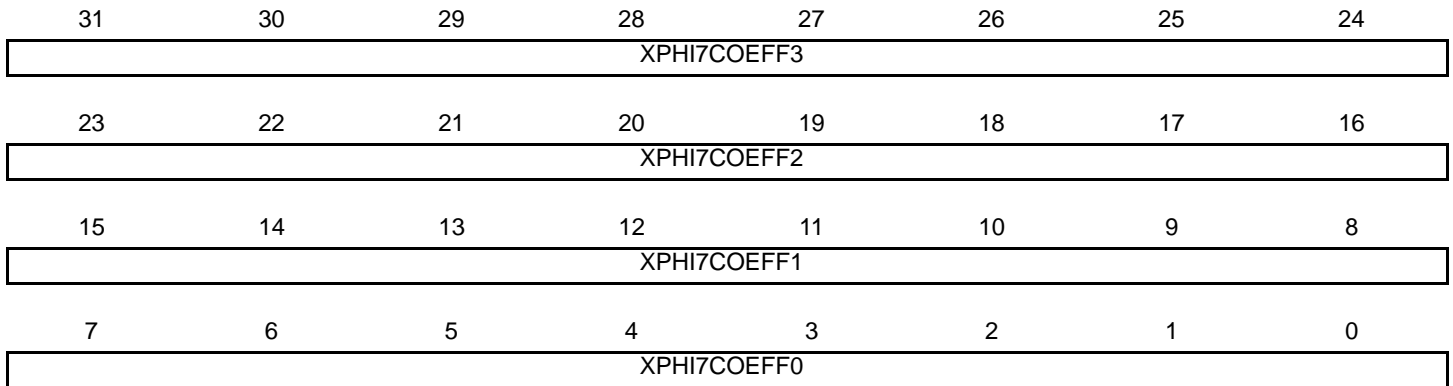 31 30 29 28 27 26 25 24
XPHI7COEFF3
23 22 21 20 19 18 17 16
XPHI7COEFF2
15 14 13 12 11 10 9 8
XPHI7COEFF1
7 6 5 4 3 2 1 0
XPHI7COEFF0